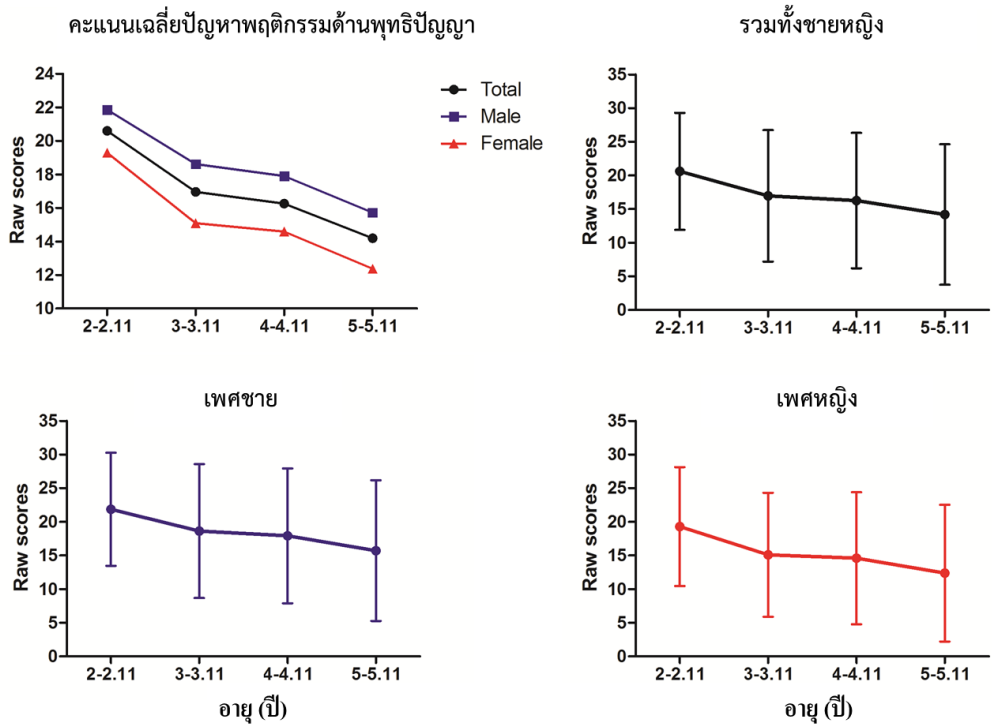 คะแนนเฉลี่ยปัญหาพฤติกรรมด้านพุทธิปัญญา
24
22
20
18
16
14
12
10
Raw scores
2-2.11 3-3.11 4-4.11 5-5.11
Total
Male
Female
รวมทั้งชายหญิง
35
30
25
20
15
10
5
0
Raw scores
2-2.11 3-3.11 4-4.11 5-5.11
เพศชาย
35
30
25
20
15
10
5
0
Raw scores
2-2.11 3-3.11 4-4.11 5-5.11
อายุ (ปี)
เพศหญิง
35
30
25
20
15
10
5
0
Raw scores
2-2.11 3-3.11 4-4.11 5-5.11
อายุ (ปี)